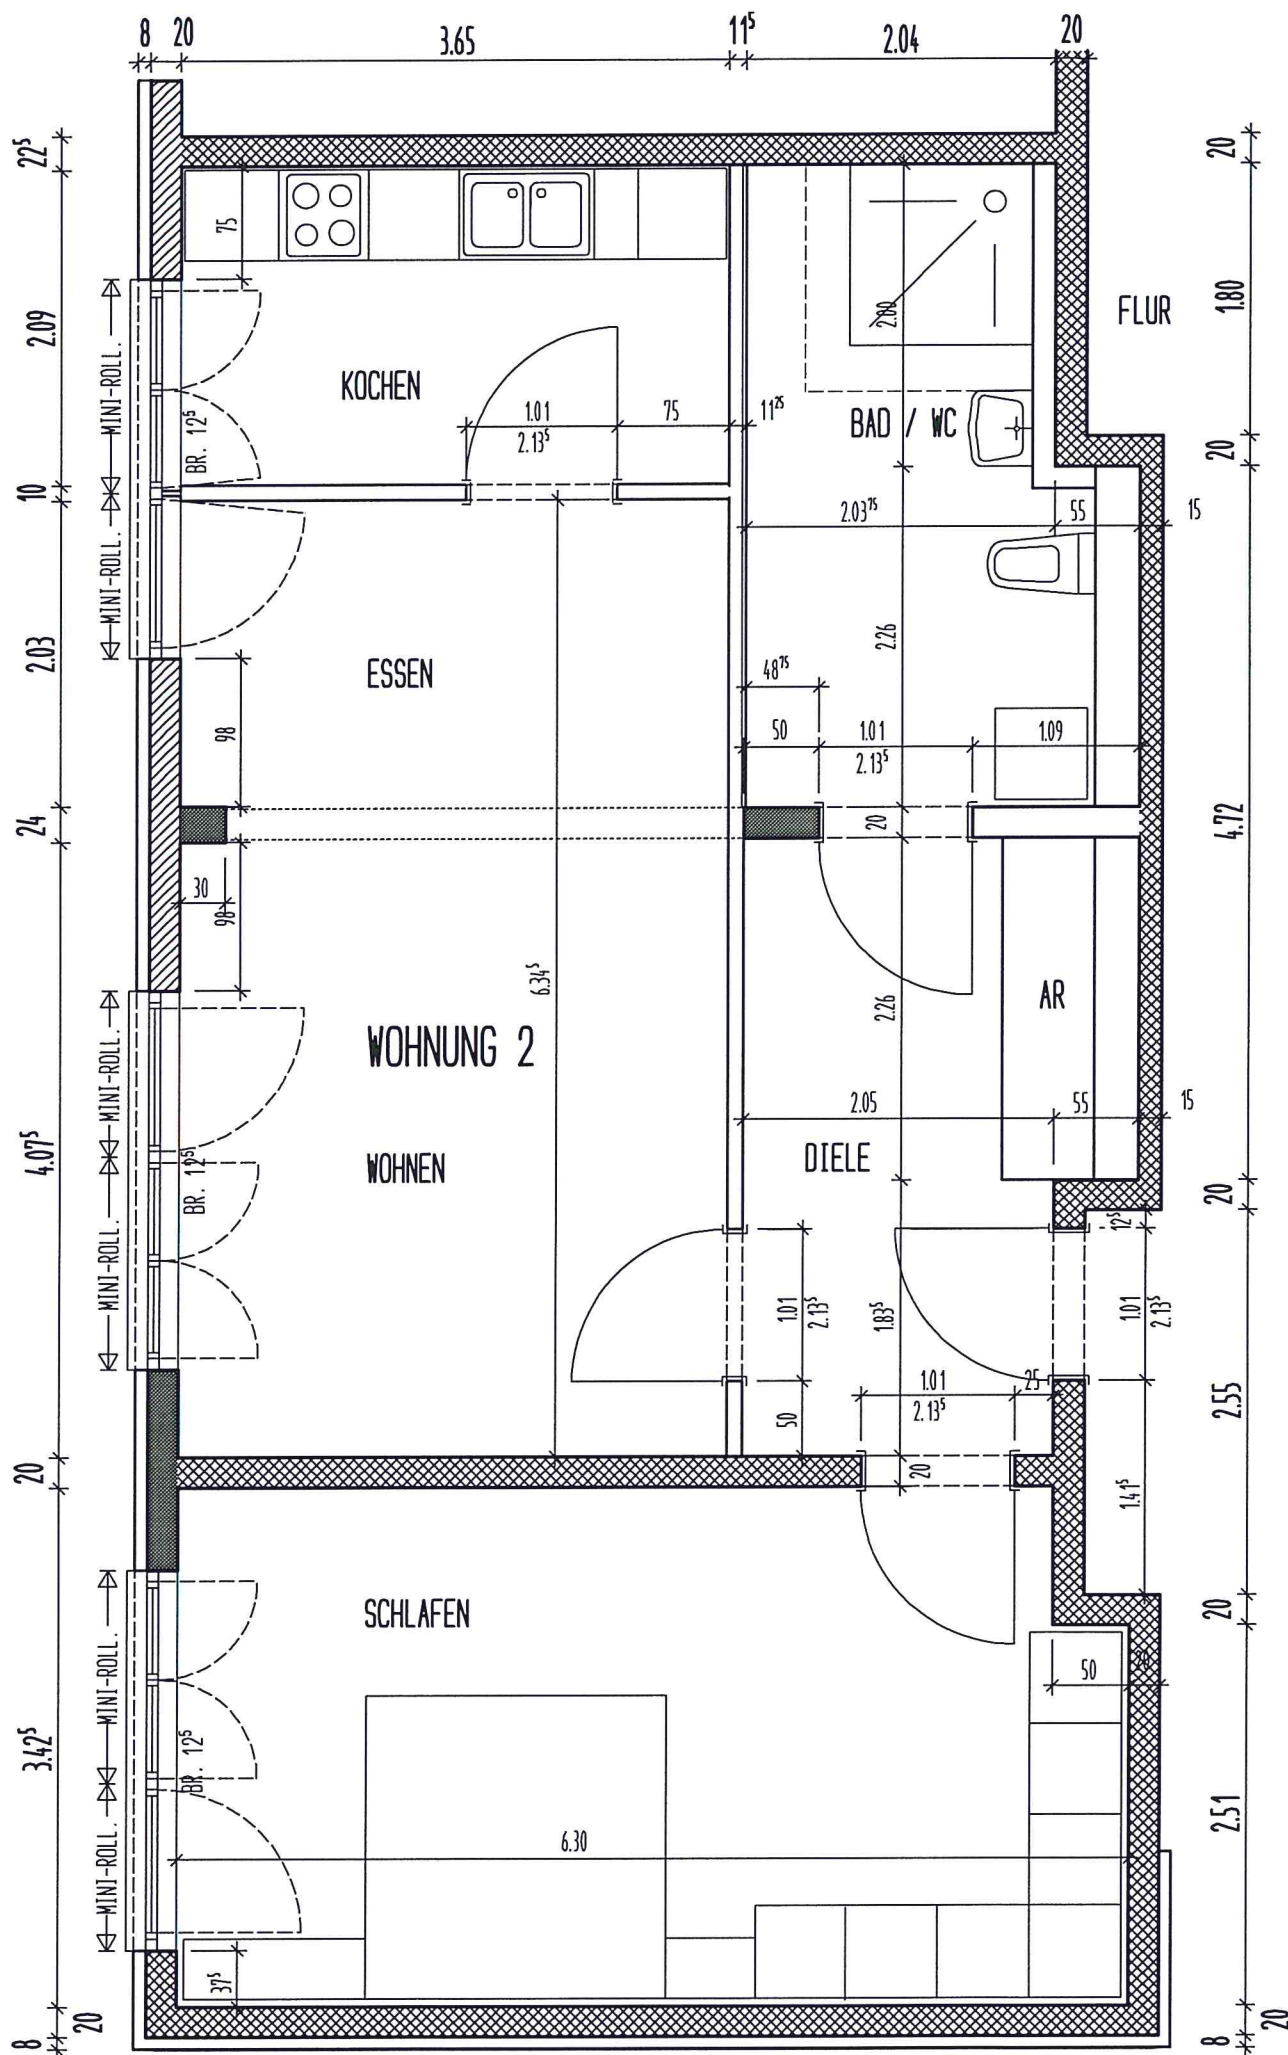 8 20 3.65 11⁵ 2.04 20
22⁵
20
75
1.80
FLUR
2.09
MINI-ROLL.
BR. 12⁵
KOCHEN
2.00
1.01
2.13⁵
75
11²⁵
BAD / WC
20
10
2.03⁷⁵ 55 15
MINI-ROLL.
2.03
ESSEN
2.26
48⁷⁵
98
50 1.01
2.13⁵
1.09
24
20
4.72
30
98
6.34⁵
2.26
AR
WOHNUNG 2
MINI-ROLL.
2.05 55 15
4.07⁵
WOHNEN
DIELE
BR. 12⁵
20
12⁵
MINI-ROLL.
1.01
2.13⁵
1.83⁵
1.01
2.13⁵
1.01
2.13⁵
25
50
2.55
20
20
1.41⁵
SCHLAFEN
20
MINI-ROLL.
50 20
3.42⁵
BR. 12⁵
2.51
6.30
MINI-ROLL.
37⁵
20
8
20
8